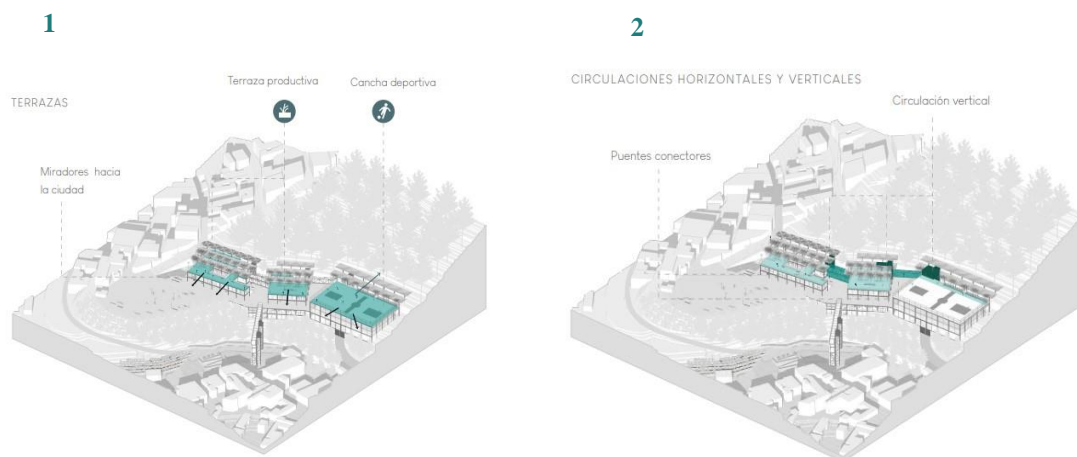 1
TERRAZAS
Terraza productiva
Cancha deportiva
Miradores hacia
la ciudad
2
CIRCULACIONES HORIZONTALES Y VERTICALES
Circulación vertical
Puentes conectores